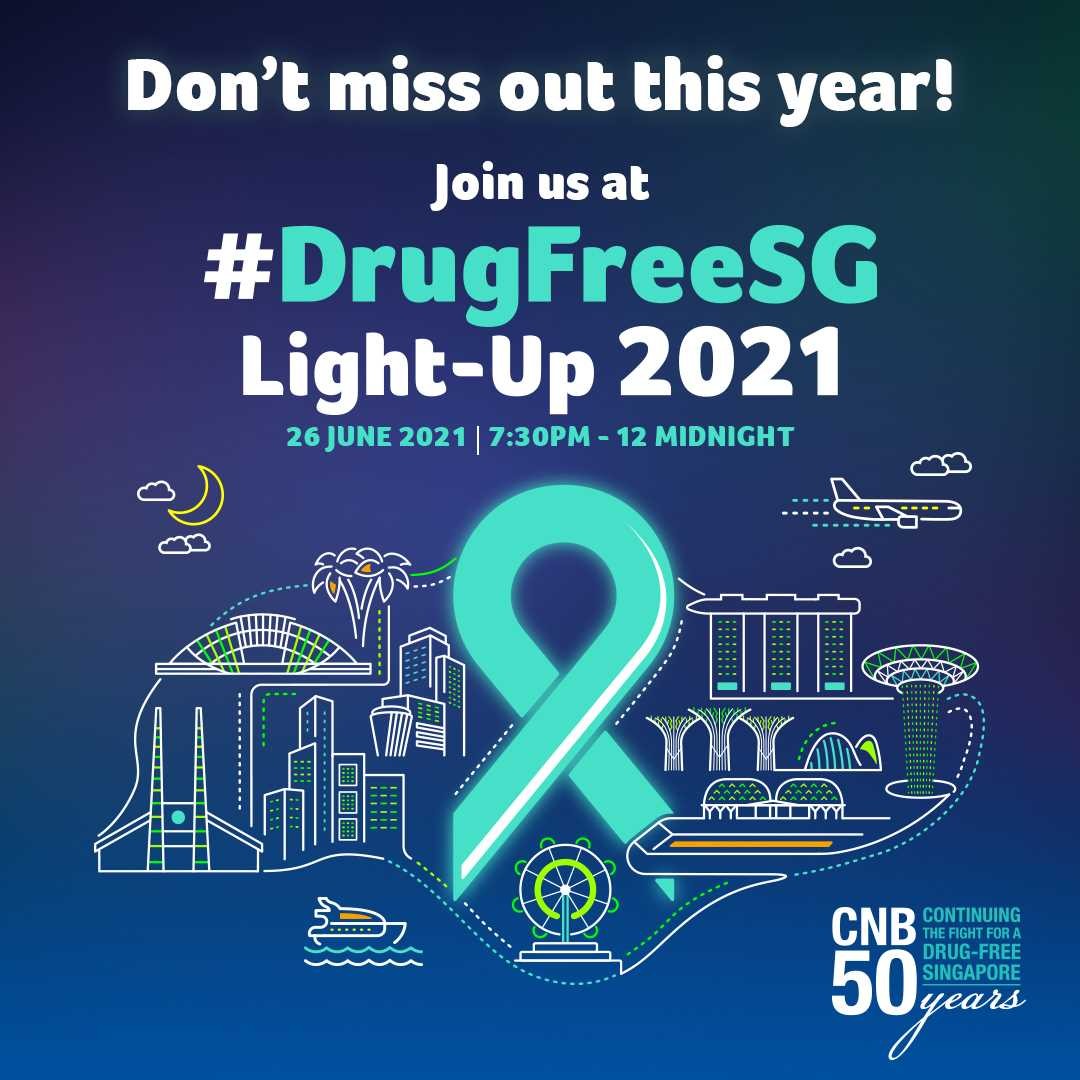 Don't miss out this year!
Join us at
#DrugFreeSG
Light-Up 2021
26 JUNE 2021 | 7:30PM - 12 MIDNIGHT
CNB
50
CONTINUING
THE FIGHT FOR A
DRUG-FREE
SINGAPORE
years